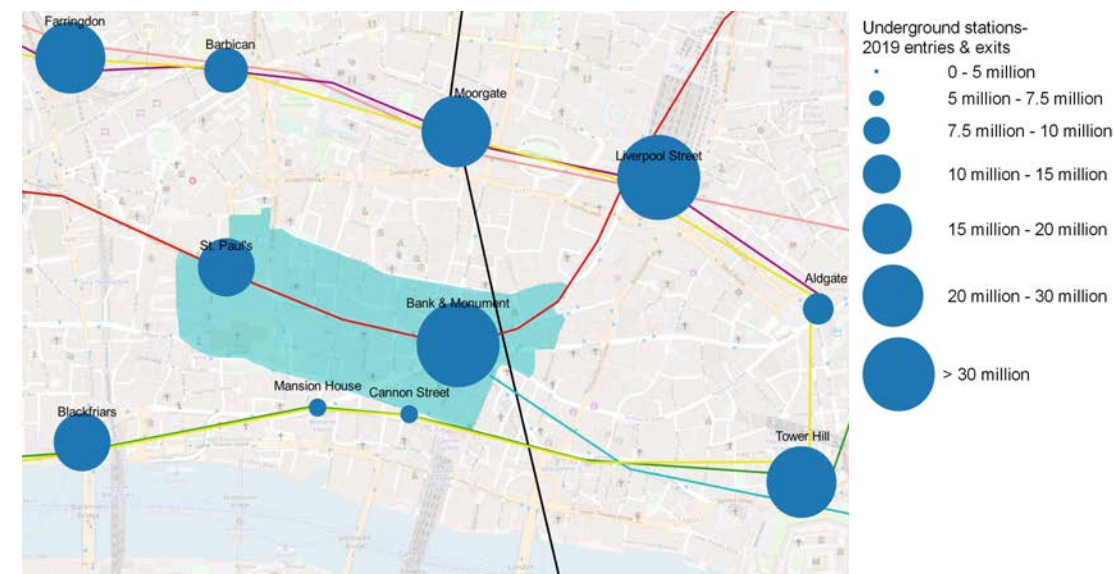 Farringdon
Barbican
Moorgate
Liverpool Street
St. Paul's
Bank & Monument
Aldgate
Mansion House
Cannon Street
Blackfriars
Tower Hill
Underground stations-
2019 entries & exits
0 - 5 million
5 million - 7.5 million
7.5 million - 10 million
10 million - 15 million
15 million - 20 million
20 million - 30 million
> 30 million